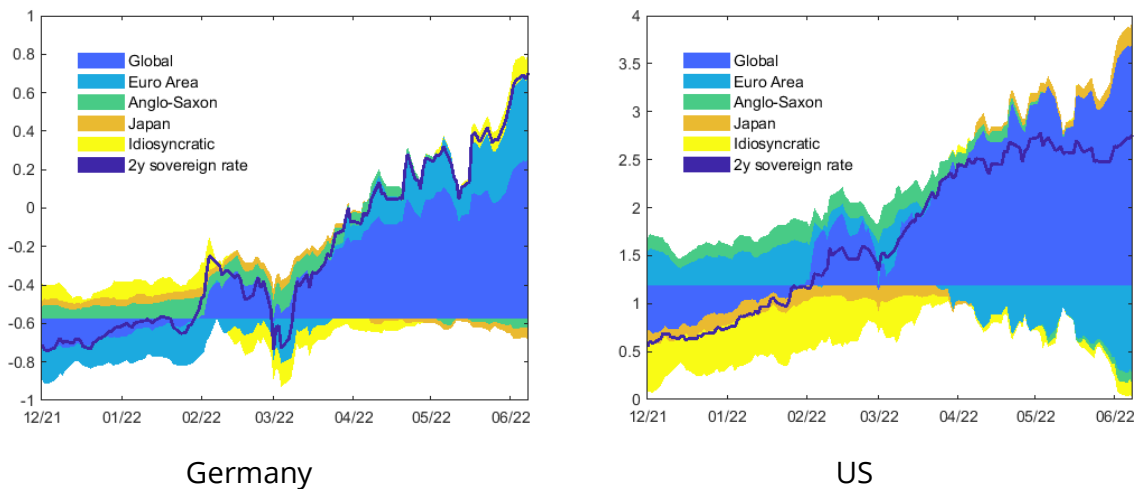 1
0.8
0.6
0.4
0.2
0
-0.2
-0.4
-0.6
-0.8
-1
Global
Euro Area
Anglo-Saxon
Japan
Idiosyncratic
2y sovereign rate
12/21 01/22 02/22 03/22 04/22 05/22 06/22
Germany
4
3.5
3
2.5
2
1.5
1
0.5
0
Global
Euro Area
Anglo-Saxon
Japan
Idiosyncratic
2y sovereign rate
12/21 01/22 02/22 03/22 04/22 05/22 06/22
US